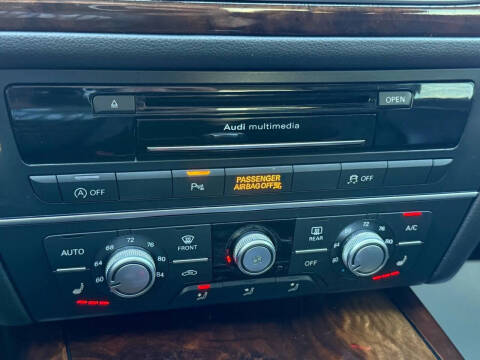 OPEN
Audi multimedia
OFF P PASSENGER OFF
AIRBAG OFF
68 72 76 FRONT REAR 68 72 76 A/C
AUTO 64 80 64 80
60 84 OFF 60 84